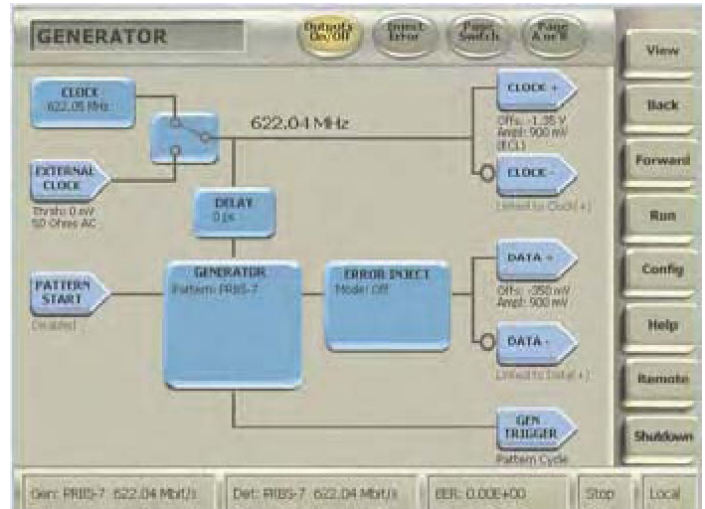 GENERATOR
Outputs On/Off
Inject Error
Page Switch
Page A or B
View
Back
Forward
Run
Config
Help
Remote
Shutdown
CLOCK
622.05 MHz
622.04 MHz
EXTERNAL CLOCK
Thrsh: 0 mV
50 Ohms AC
DELAY
0 ps
CLOCK +
Offs: -1.35 V
Ampl: 900 mV
(ECL)
CLOCK -
Linked to Clock(+)
PATTERN START
Disabled
GENERATOR
Pattern: PRBS-7
ERROR INJECT
Mode: Off
DATA +
Offs: -350 mV
Ampl: 900 mV
DATA -
Linked to Data(+)
GEN TRIGGER
Pattern Cycle
Gen: PRBS-7 622.04 Mbit/s
Det: PRBS-7 622.04 Mbit/s
BER: 0.00E+00
Stop
Local